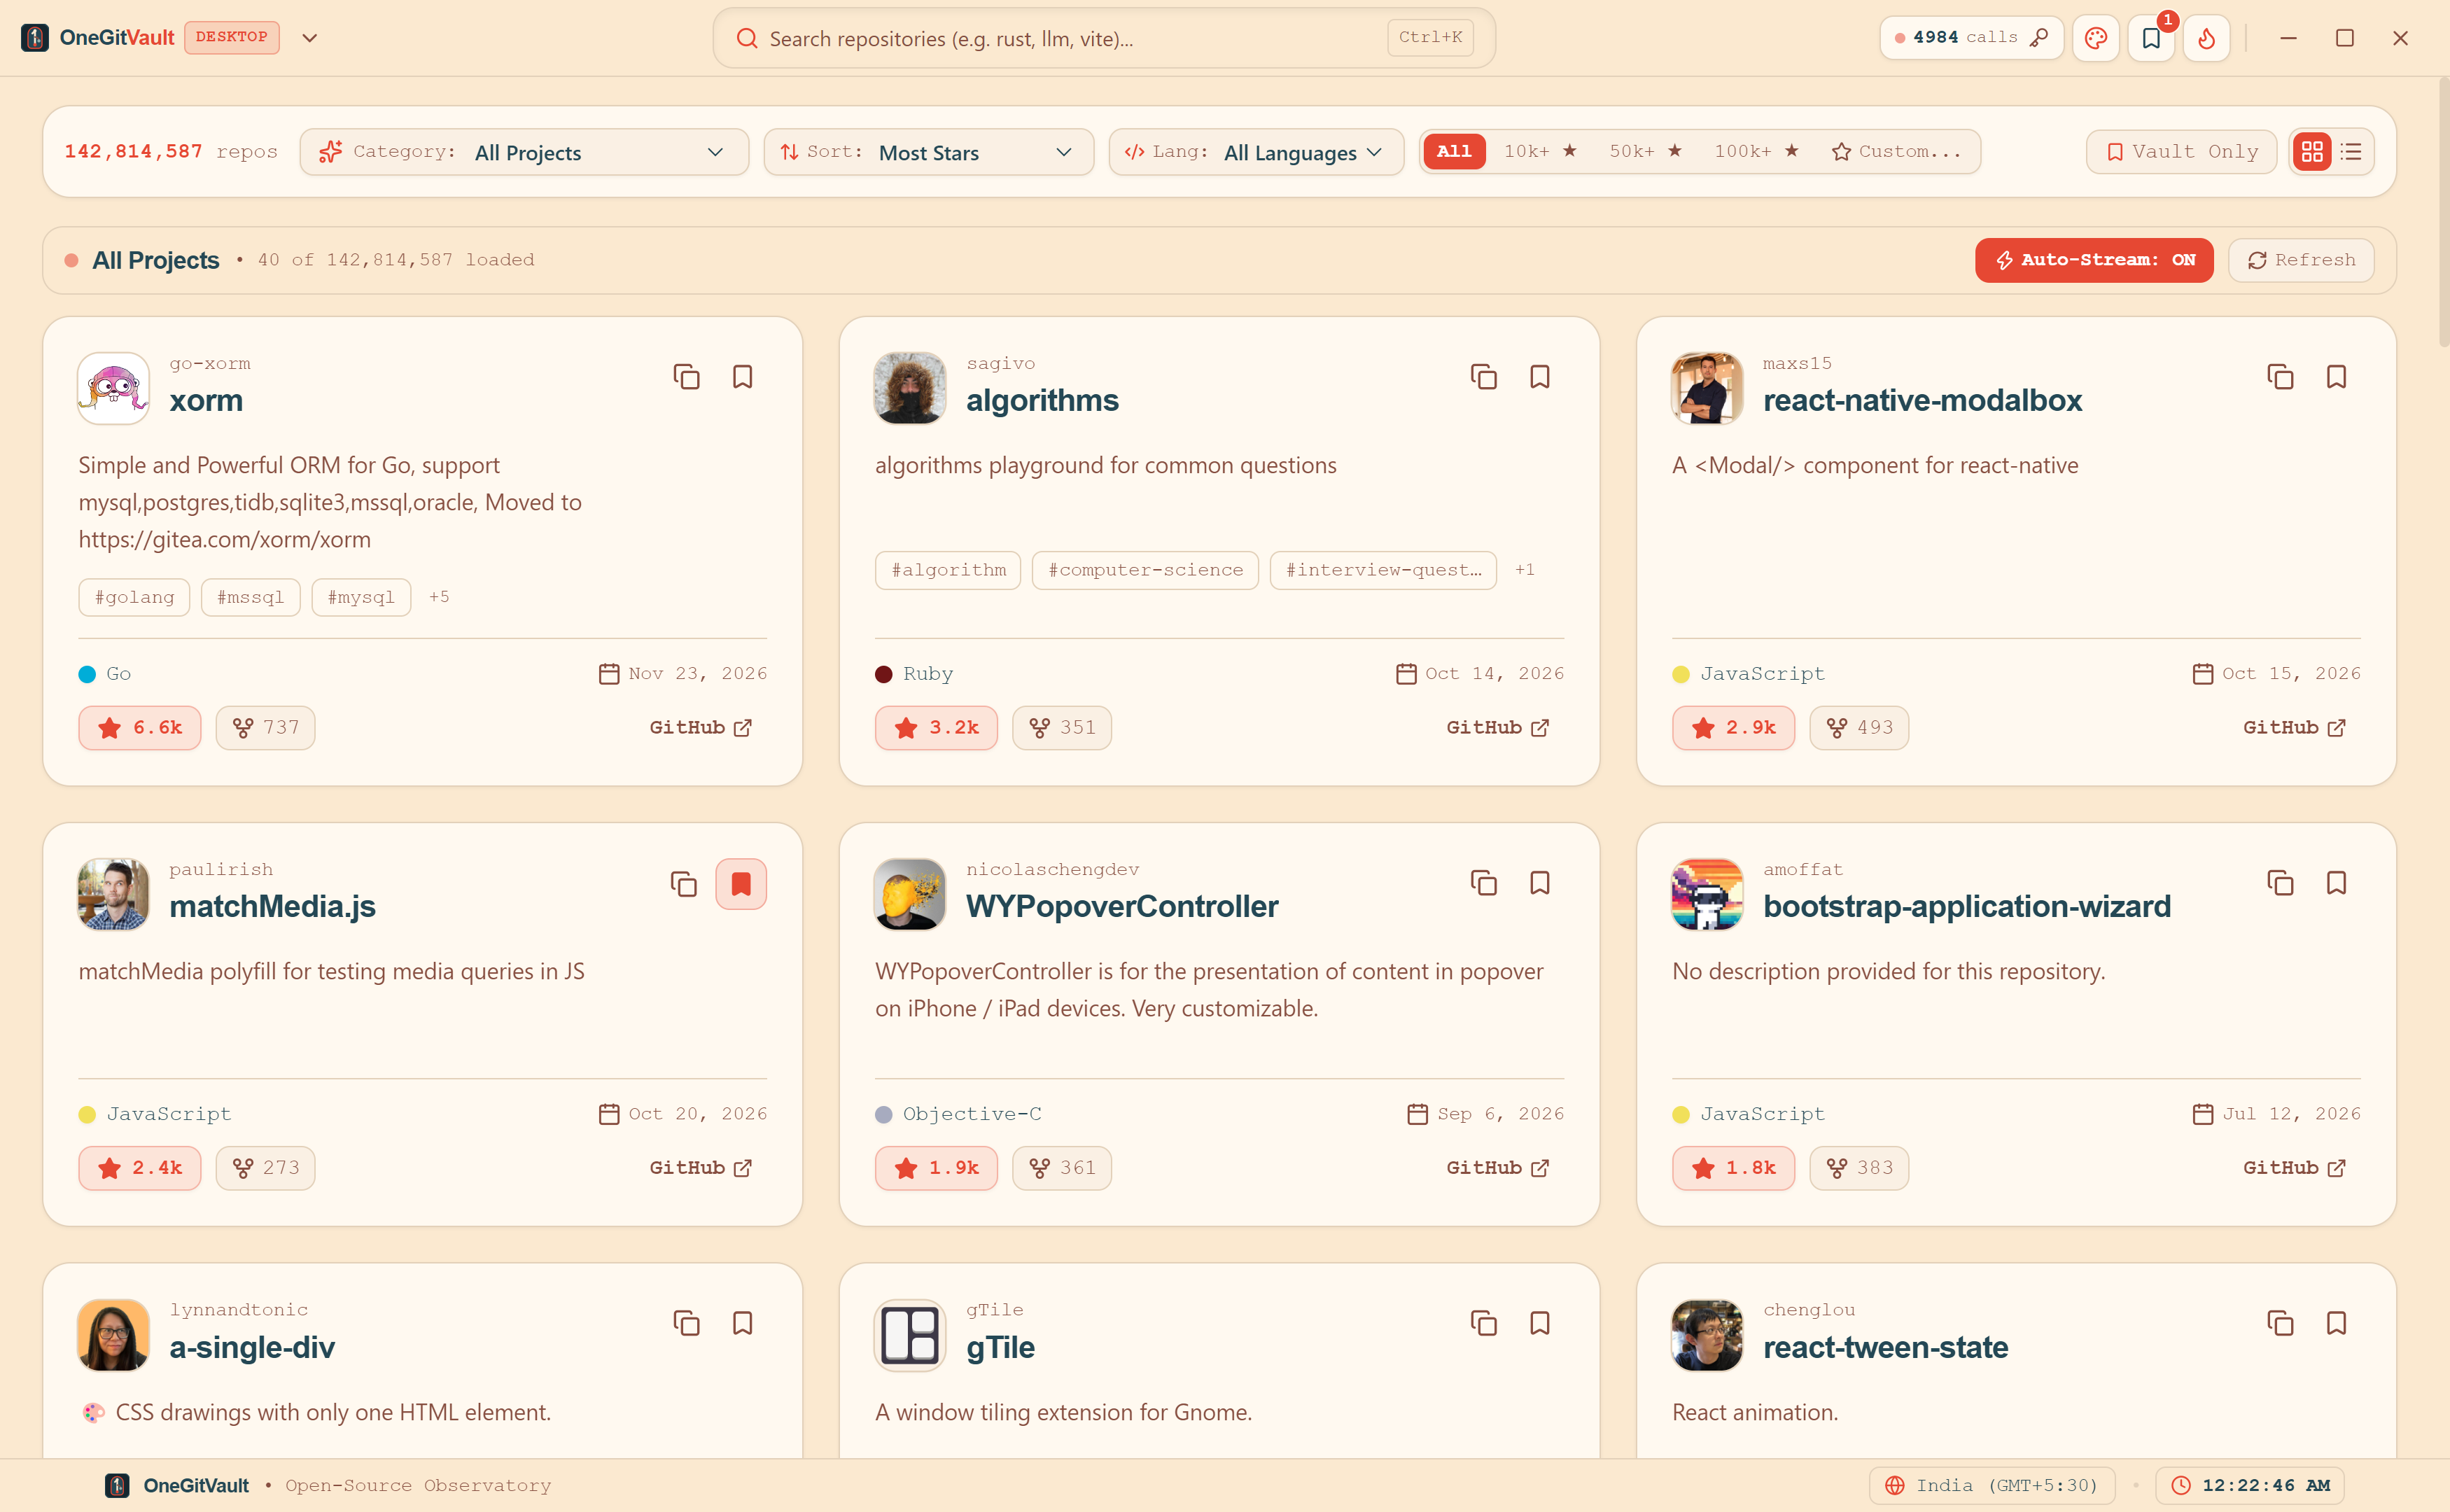 OneGitVault DESKTOP
Search repositories (e.g. rust, llm, vite)... Ctrl+K
4984 calls
1
142,814,587 repos
Category: All Projects
Sort: Most Stars
Lang: All Languages
All 10k+ ★ 50k+ ★ 100k+ ★ Custom...
Vault Only
All Projects • 40 of 142,814,587 loaded
Auto-Stream: ON
Refresh
go-xorm
xorm
Simple and Powerful ORM for Go, support
mysql,postgres,tidb,sqlite3,mssql,oracle, Moved to
https://gitea.com/xorm/xorm
#golang #mssql #mysql +5
Go Nov 23, 2026
6.6k 737 GitHub
sagivo
algorithms
algorithms playground for common questions
#algorithm #computer-science #interview-quest... +1
Ruby Oct 14, 2026
3.2k 351 GitHub
maxs15
react-native-modalbox
A <Modal/> component for react-native
JavaScript Oct 15, 2026
2.9k 493 GitHub
paulirish
matchMedia.js
matchMedia polyfill for testing media queries in JS
JavaScript Oct 20, 2026
2.4k 273 GitHub
nicolaschengdev
WYPopoverController
WYPopoverController is for the presentation of content in popover
on iPhone / iPad devices. Very customizable.
Objective-C Sep 6, 2026
1.9k 361 GitHub
amoffat
bootstrap-application-wizard
No description provided for this repository.
JavaScript Jul 12, 2026
1.8k 383 GitHub
lynnandtonic
a-single-div
🎨 CSS drawings with only one HTML element.
gTile
gTile
A window tiling extension for Gnome.
chenglou
react-tween-state
React animation.
OneGitVault • Open-Source Observatory
India (GMT+5:30) • 12:22:46 AM